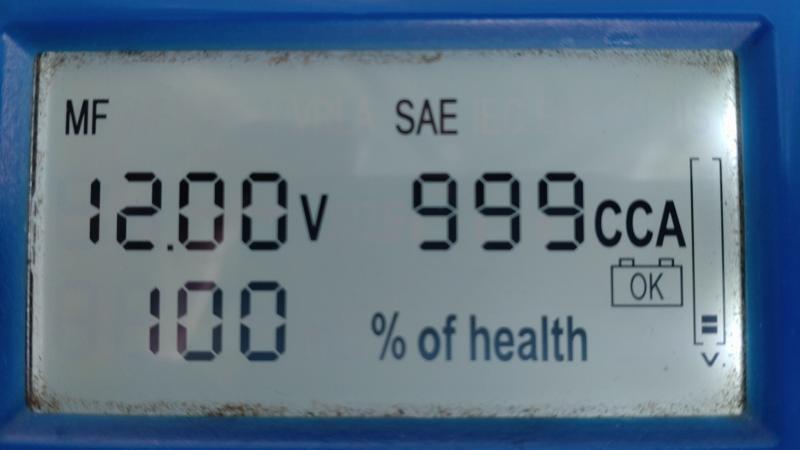 MF SAE
12.00V 999CCA
OK
100 % of health